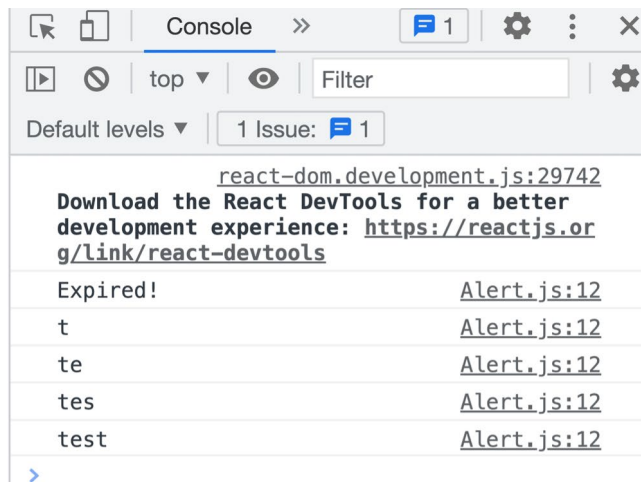 Console » 1
top ▼ Filter
Default levels ▼ 1 Issue: 1
react-dom.development.js:29742
Download the React DevTools for a better
development experience: https://reactjs.or
g/link/react-devtools
Expired! Alert.js:12
t Alert.js:12
te Alert.js:12
tes Alert.js:12
test Alert.js:12
>